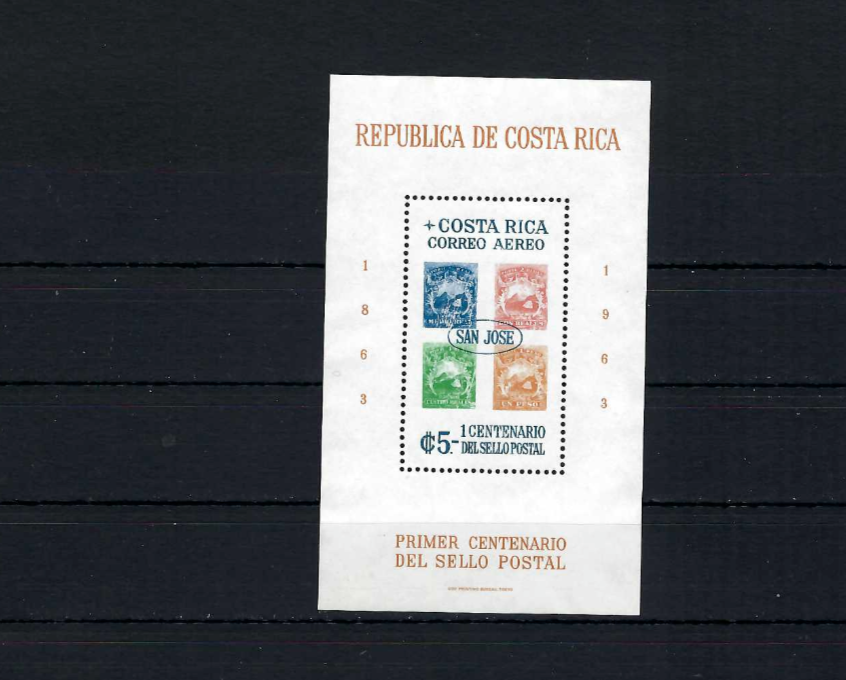 REPUBLICA DE COSTA RICA
COSTA RICA
CORREO AEREO
1
8
6
3
1
9
6
3
SAN JOSE
UN PESO
₡5.- 1 CENTENARIO
DEL SELLO POSTAL
PRIMER CENTENARIO
DEL SELLO POSTAL